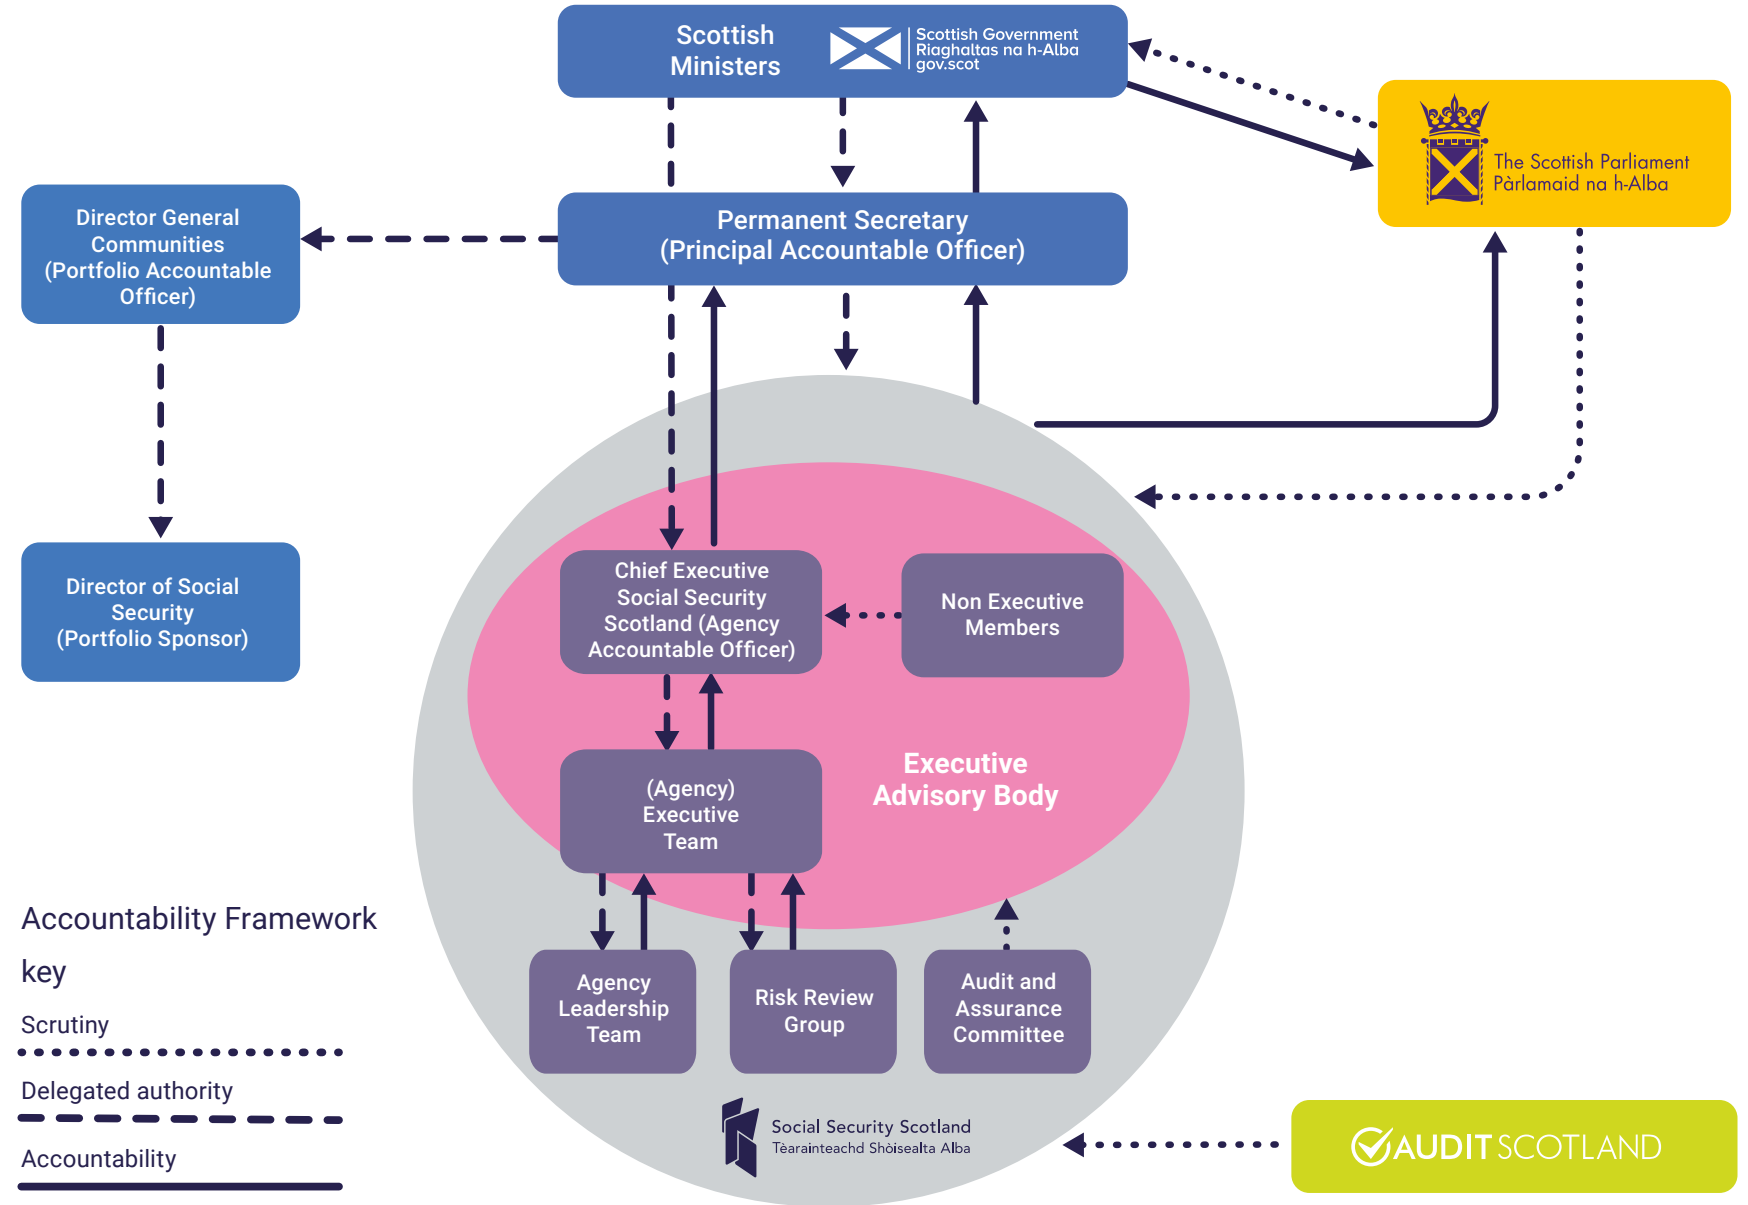 Scottish
Ministers
Scottish Government
Riaghaltas na h-Alba
gov.scot
The Scottish Parliament
Pàrlamaid na h-Alba
Director General
Communities
(Portfolio Accountable
Officer)
Permanent Secretary
(Principal Accountable Officer)
Director of Social
Security
(Portfolio Sponsor)
Chief Executive
Social Security
Scotland (Agency
Accountable Officer)
Non Executive
Members
(Agency)
Executive
Team
Executive
Advisory Body
Agency
Leadership
Team
Risk Review
Group
Audit and
Assurance
Committee
Accountability Framework
key
Scrutiny
Delegated authority
Accountability
Social Security Scotland
Tèarainteachd Shòisealta Alba
AUDIT SCOTLAND